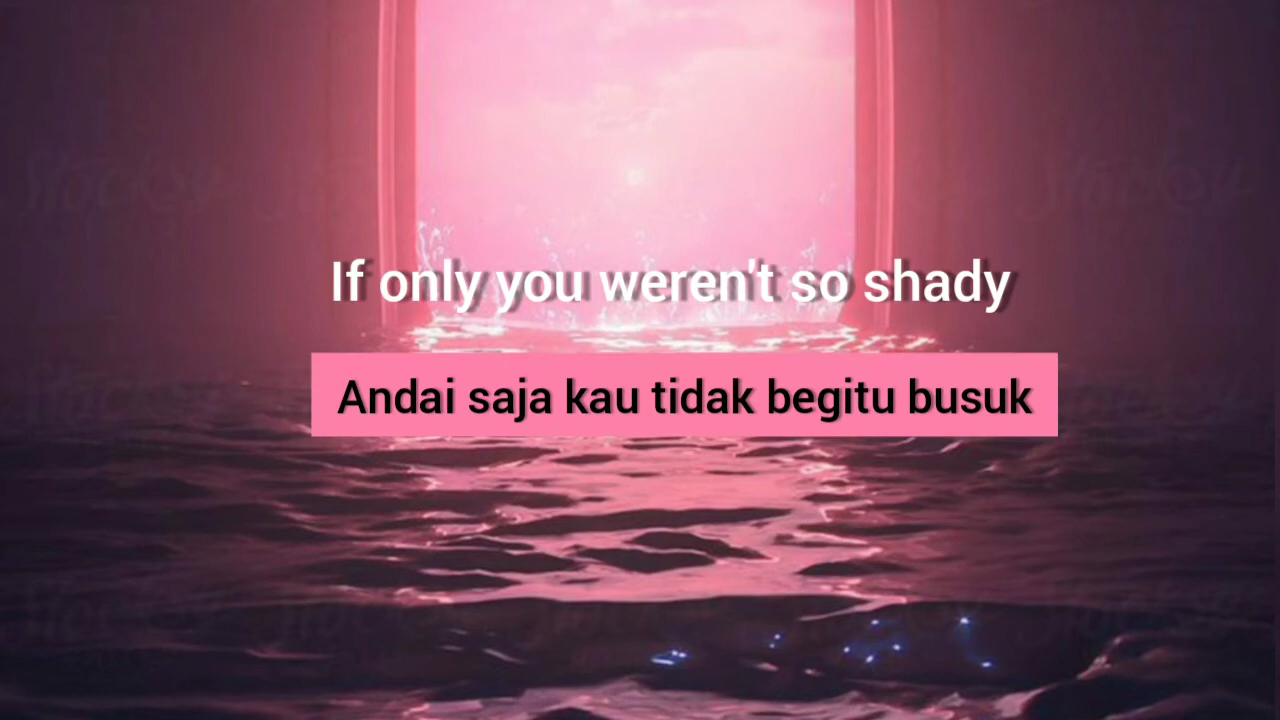 If only you weren't so shady
Andai saja kau tidak begitu busuk